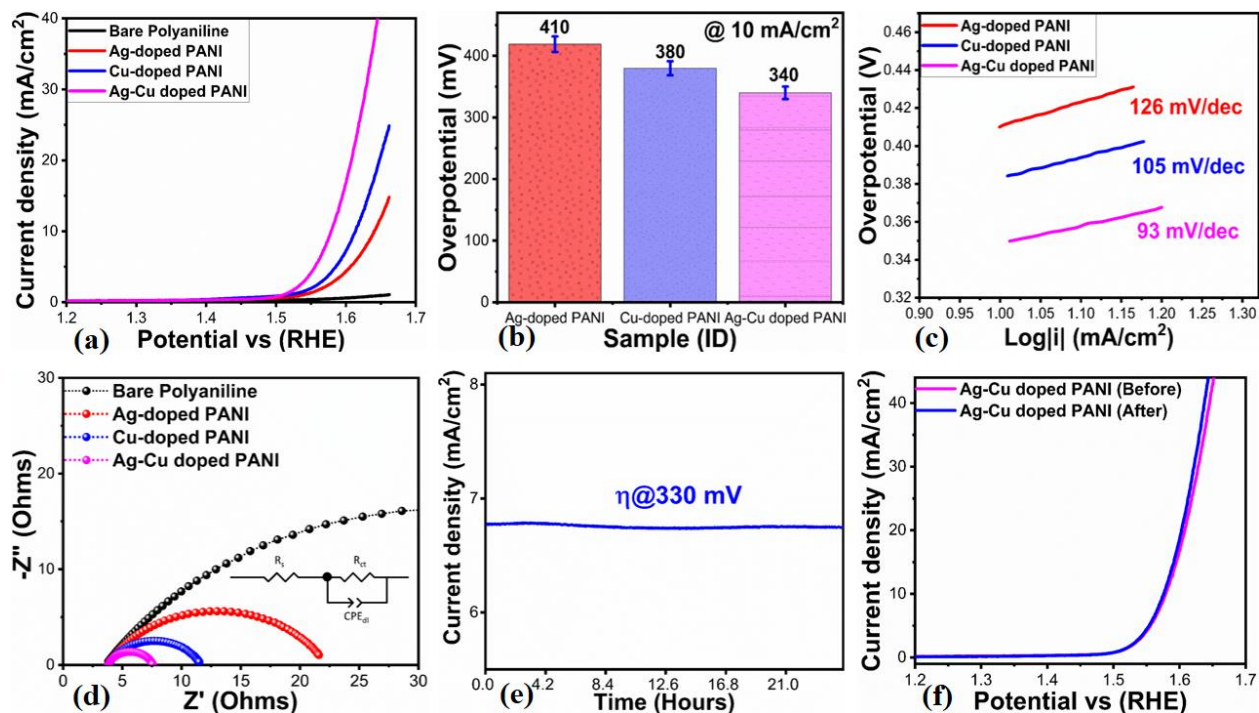 Current density (mA/cm²)
40
30
20
10
0
Bare Polyaniline
Ag-doped PANI
Cu-doped PANI
Ag-Cu doped PANI
1.2 1.3 1.4 1.5 1.6 1.7
(a) Potential vs (RHE)
Overpotential (mV)
400
300
200
100
0
@ 10 mA/cm²
410
380
340
Ag-doped PANI Cu-doped PANI Ag-Cu doped PANI
(b) Sample (ID)
Overpotential (V)
0.46
0.43
0.40
0.38
0.35
0.32
Ag-doped PANI
Cu-doped PANI
Ag-Cu doped PANI
126 mV/dec
105 mV/dec
93 mV/dec
0.90 0.95 1.00 1.05 1.10 1.15 1.20 1.25 1.30
(c) Log|i| (mA/cm²)
-Z" (Ohms)
30
15
10
0
Bare Polyaniline
Ag-doped PANI
Cu-doped PANI
Ag-Cu doped PANI
Rs
Rct
CPEdl
0 5 10 15 20 25 30
(d) Z' (Ohms)
Current density (mA/cm²)
8
7
6
η@330 mV
0.0 4.2 8.4 12.6 16.8 21.0
(e) Time (Hours)
Current density (mA/cm²)
40
30
20
10
0
Ag-Cu doped PANI (Before)
Ag-Cu doped PANI (After)
1.2 1.3 1.4 1.5 1.6 1.7
(f) Potential vs (RHE)